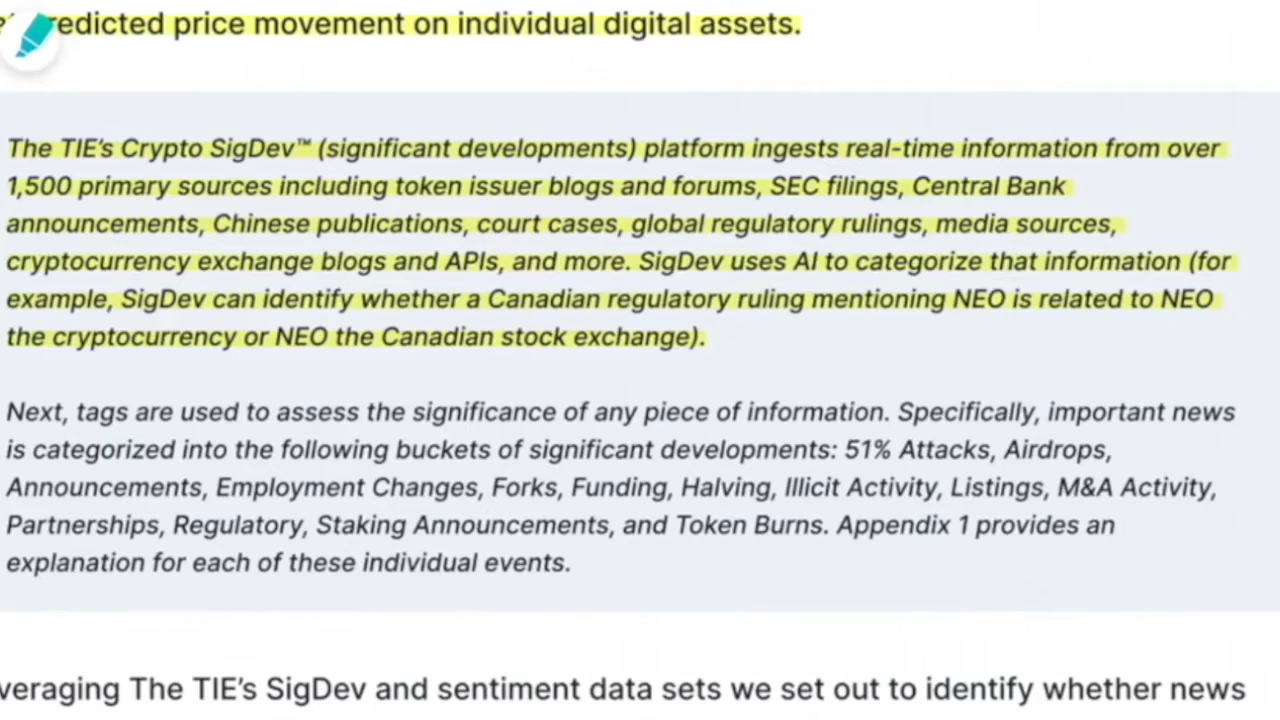 predicted price movement on individual digital assets.
The TIE's Crypto SigDev™ (significant developments) platform ingests real-time information from over
1,500 primary sources including token issuer blogs and forums, SEC filings, Central Bank
announcements, Chinese publications, court cases, global regulatory rulings, media sources,
cryptocurrency exchange blogs and APIs, and more. SigDev uses AI to categorize that information (for
example, SigDev can identify whether a Canadian regulatory ruling mentioning NEO is related to NEO
the cryptocurrency or NEO the Canadian stock exchange).
Next, tags are used to assess the significance of any piece of information. Specifically, important news
is categorized into the following buckets of significant developments: 51% Attacks, Airdrops,
Announcements, Employment Changes, Forks, Funding, Halving, Illicit Activity, Listings, M&A Activity,
Partnerships, Regulatory, Staking Announcements, and Token Burns. Appendix 1 provides an
explanation for each of these individual events.
veraging The TIE's SigDev and sentiment data sets we set out to identify whether news